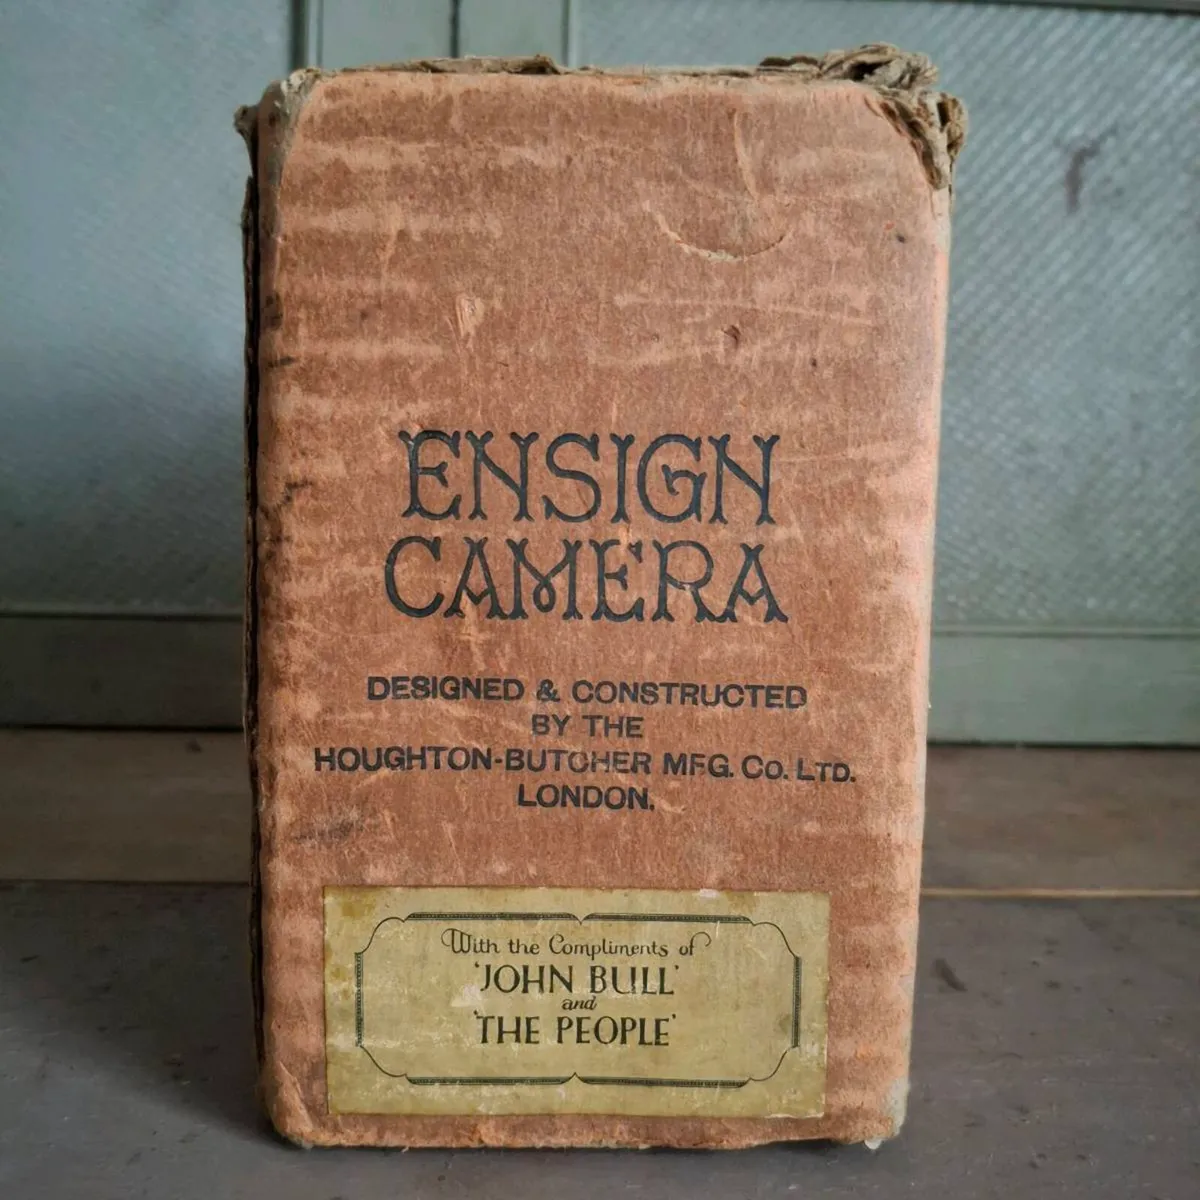 ENSIGN
CAMERA
DESIGNED & CONSTRUCTED
BY THE
HOUGHTON-BUTCHER MFG. CO. LTD.
LONDON.
With the Compliments of
'JOHN BULL'
and
'THE PEOPLE'